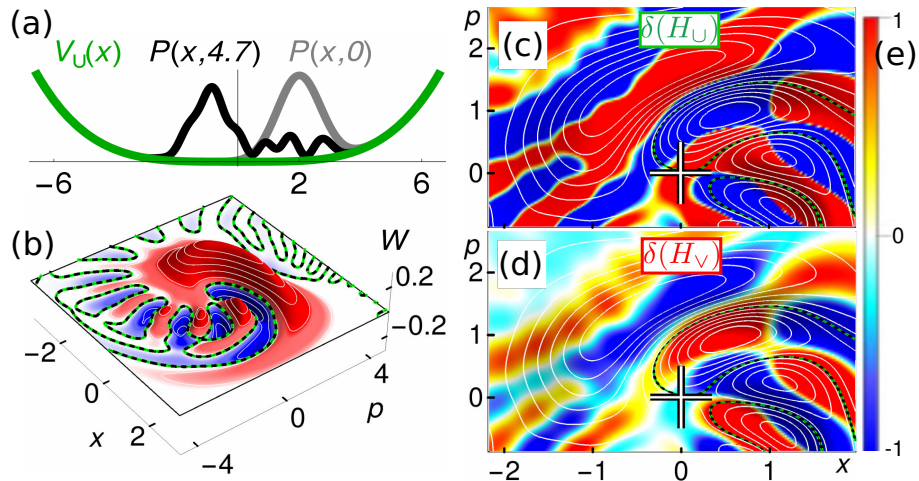 (a)
V∪(x) P(x,4.7) P(x,0)
−6 2 6
(b)
W
0.2
−0.2
−2
0
2
x
−4
0
4
p
p
(c)
δ(H∪)
2
1
0
p
(d)
δ(H∨)
2
1
0
−2 −1 0 1 x
1
(e)
0
-1